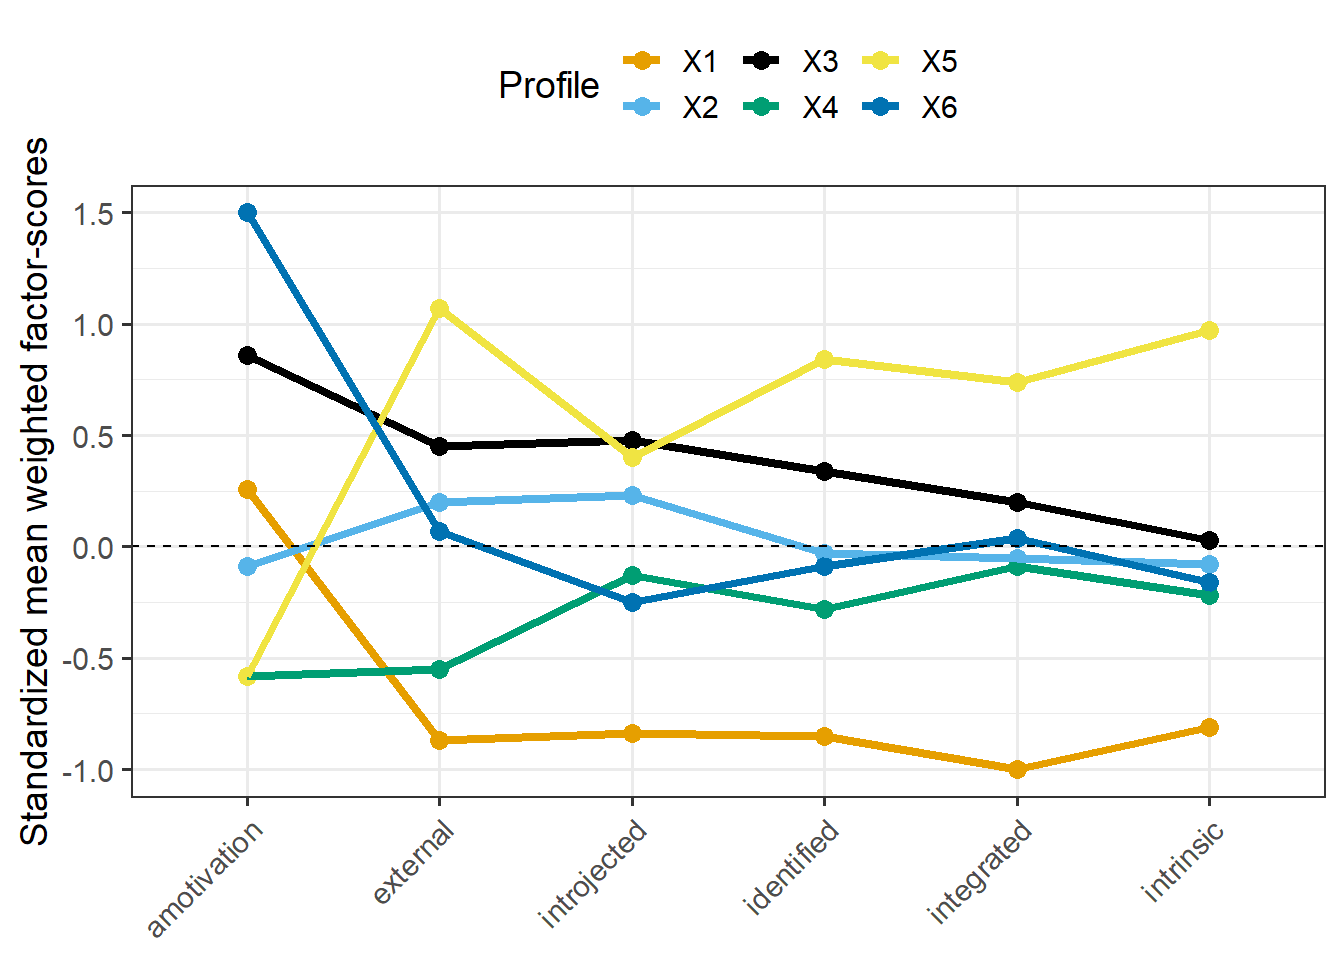 Profile
X1 X3 X5
X2 X4 X6
Standardized mean weighted factor-scores
1.5
1.0
0.5
0.0
-0.5
-1.0
amotivation
external
introjected
identified
integrated
intrinsic